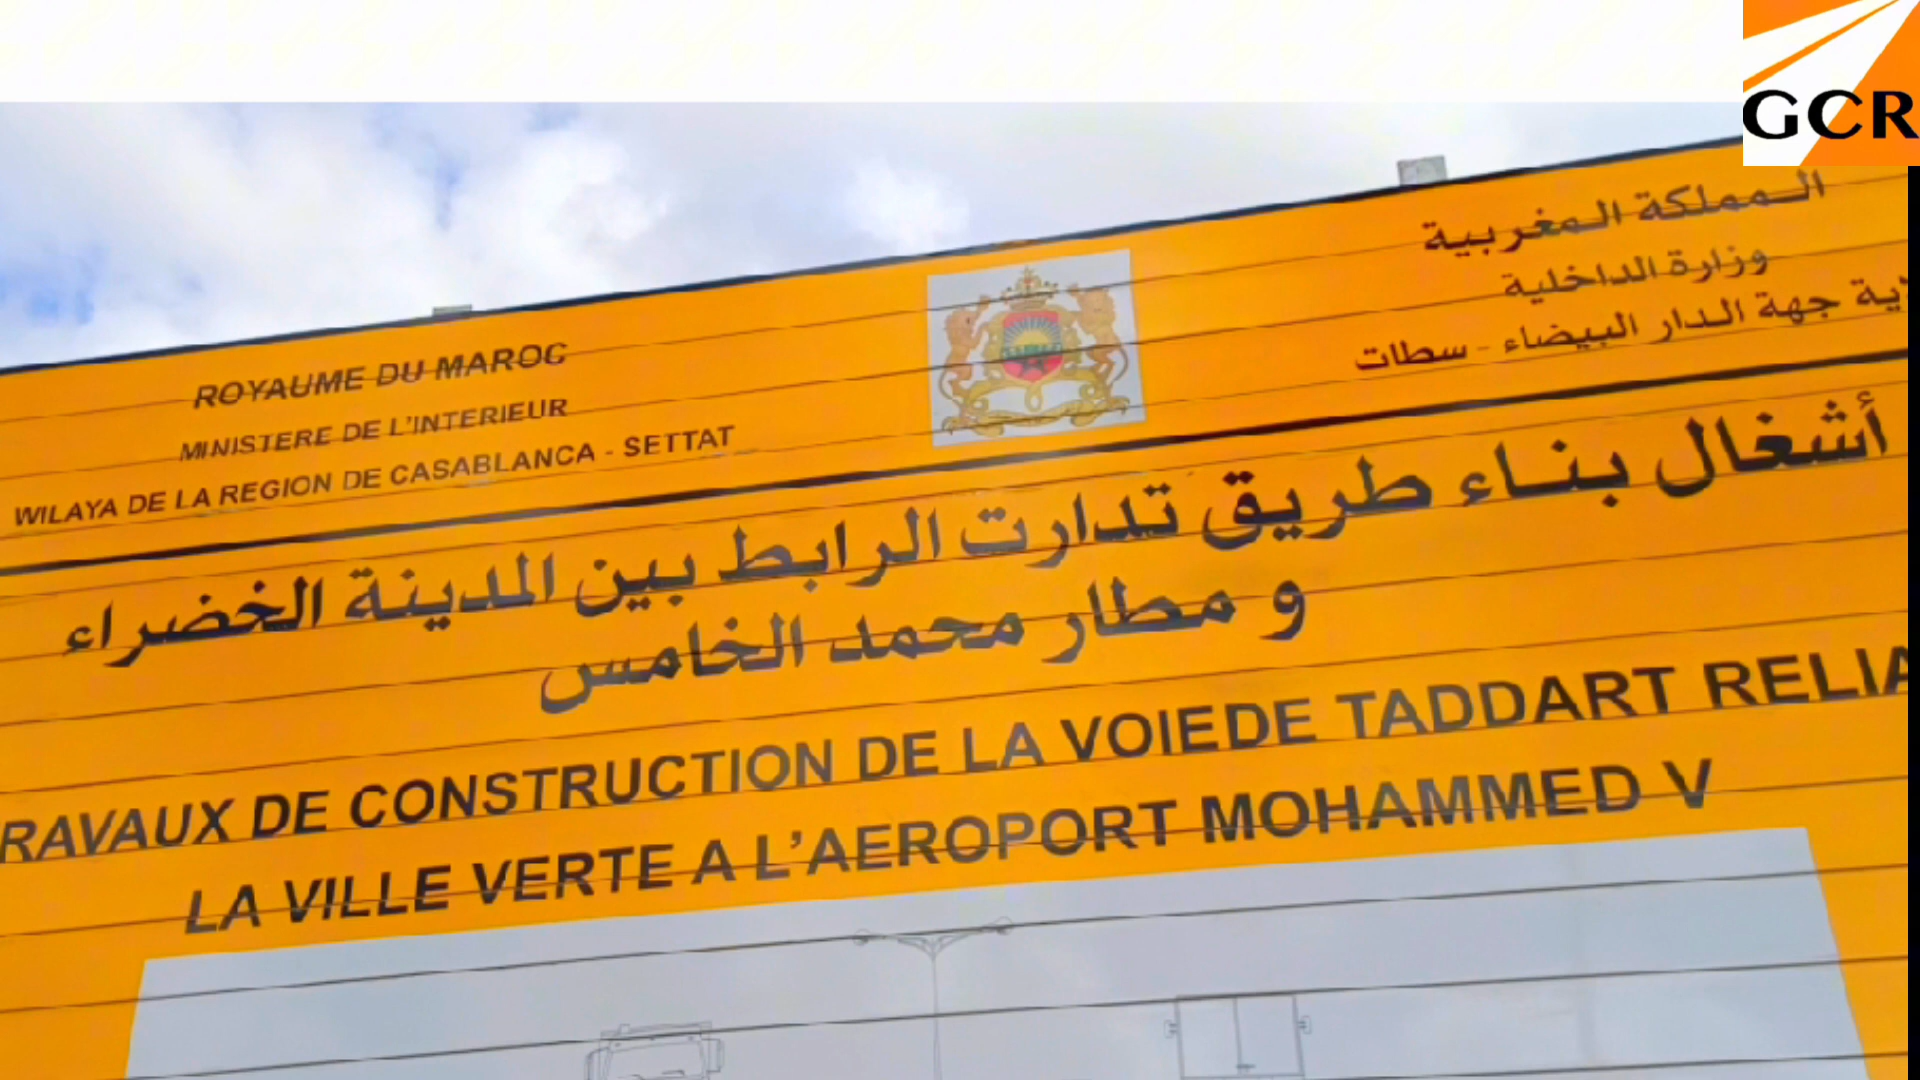 GCR
ROYAUME DU MAROC
MINISTERE DE L'INTERIEUR
WILAYA DE LA REGION DE CASABLANCA - SETTAT
المملكة المغربية
وزارة الداخلية
جهة الدار البيضاء - سطات
أشغال بناء طريق تدارت الرابط بين المدينة الخضراء
و مطار محمد الخامس
RAVAUX DE CONSTRUCTION DE LA VOIEDE TADDART RELIA
LA VILLE VERTE A L'AEROPORT MOHAMMED V